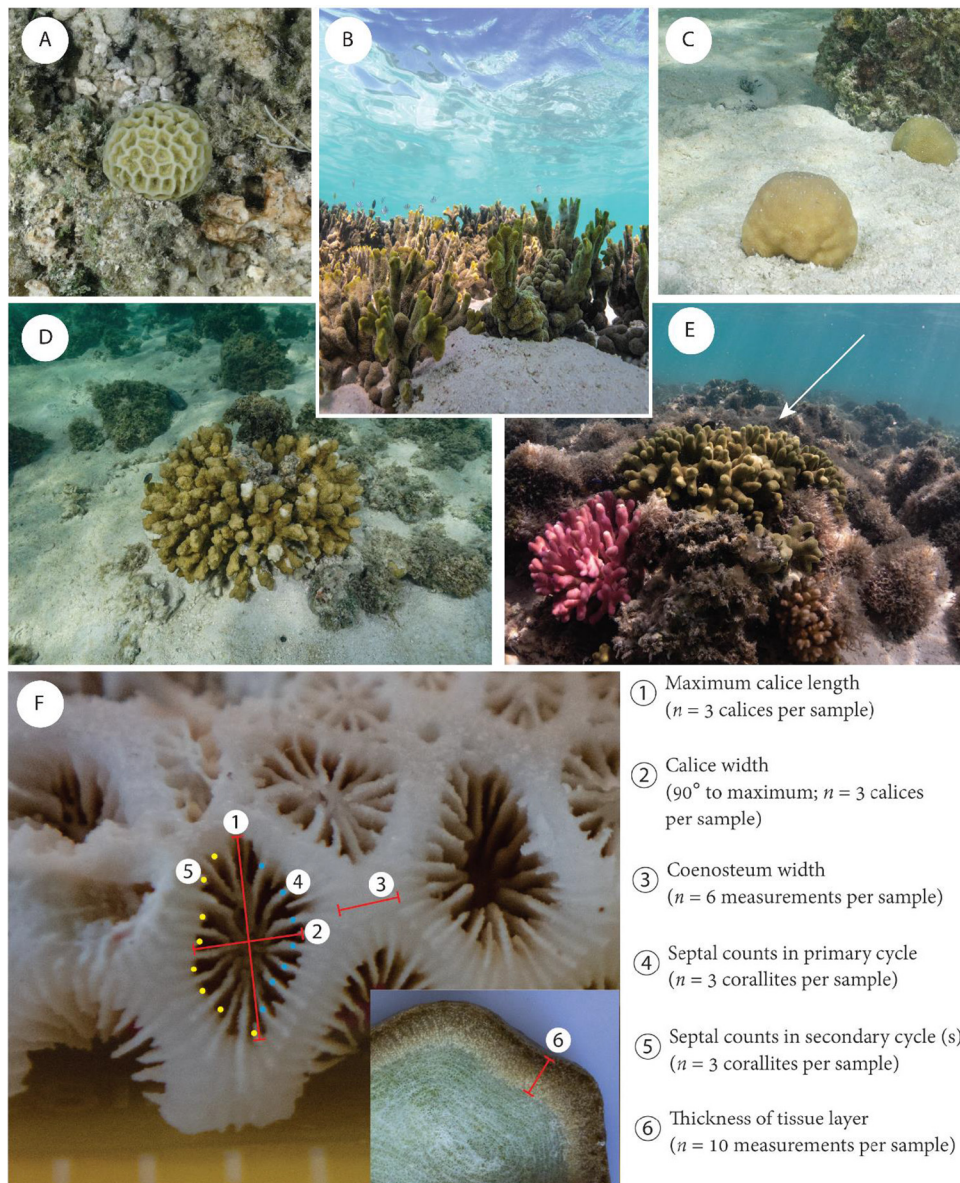 A
B
C
D
E
F
1
5
4
3
2
6
① Maximum calice length
(n = 3 calices per sample)
② Calice width
(90° to maximum; n = 3 calices
per sample)
③ Coenosteum width
(n = 6 measurements per sample)
④ Septal counts in primary cycle
(n = 3 corallites per sample)
⑤ Septal counts in secondary cycle (s)
(n = 3 corallites per sample)
⑥ Thickness of tissue layer
(n = 10 measurements per sample)